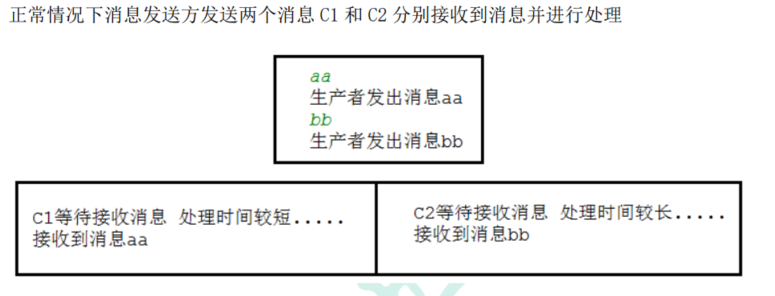 正常情况下消息发送方发送两个消息 C1 和 C2 分别接收到消息并进行处理
aa
生产者发出消息aa
bb
生产者发出消息bb
C1等待接收消息 处理时间较短.....
接收到消息aa
C2等待接收消息 处理时间较长.....
接收到消息bb